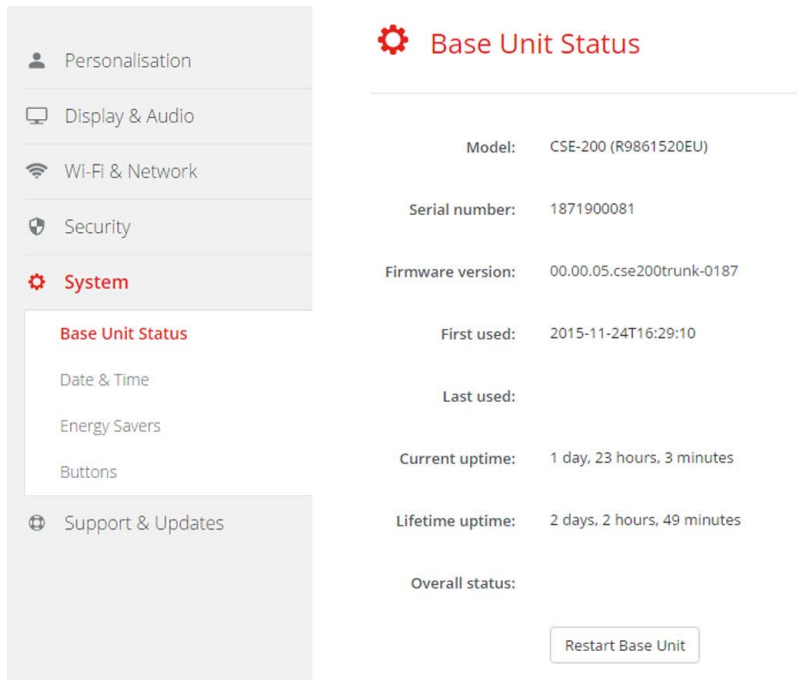 Personalisation
Display & Audio
Wi-Fi & Network
Security
System
Base Unit Status
Date & Time
Energy Savers
Buttons
Support & Updates
Base Unit Status
Model: CSE-200 (R9861520EU)
Serial number: 1871900081
Firmware version: 00.00.05.cse200trunk-0187
First used: 2015-11-24T16:29:10
Last used:
Current uptime: 1 day, 23 hours, 3 minutes
Lifetime uptime: 2 days, 2 hours, 49 minutes
Overall status:
Restart Base Unit